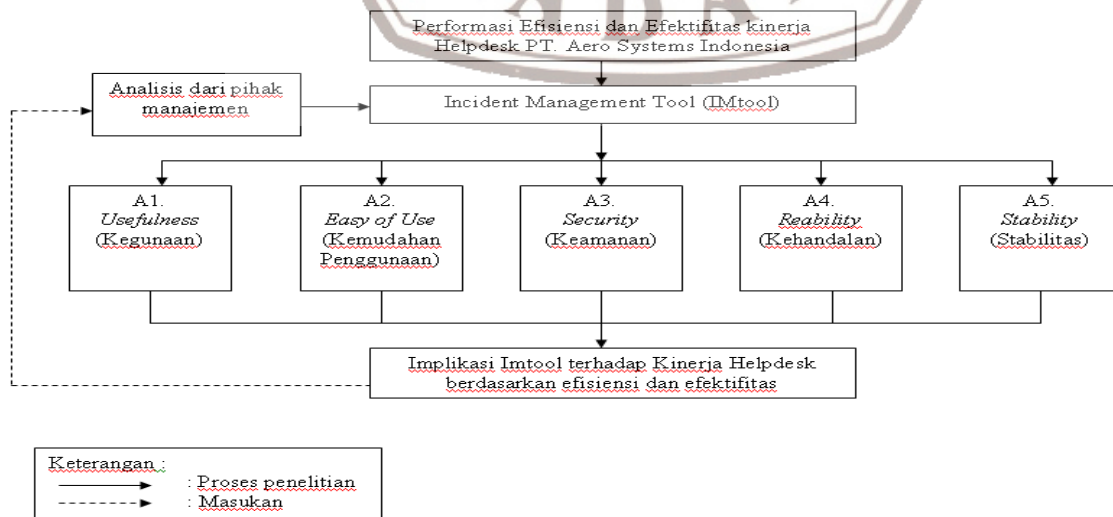 Performasi Efisiensi dan Efektifitas kinerja
Helpdesk PT. Aero Systems Indonesia
Analisis dari pihak
manajemen
Incident Management Tool (IMtool)
A1.
Usefulness
(Kegunaan)
A2.
Easy of Use
(Kemudahan
Penggunaan)
A3.
Security
(Keamanan)
A4.
Reability
(Kehandalan)
A5.
Stability
(Stabilitas)
Implikasi Imtool terhadap Kinerja Helpdesk
berdasarkan efisiensi dan efektifitas
Keterangan :
: Proses penelitian
: Masukan